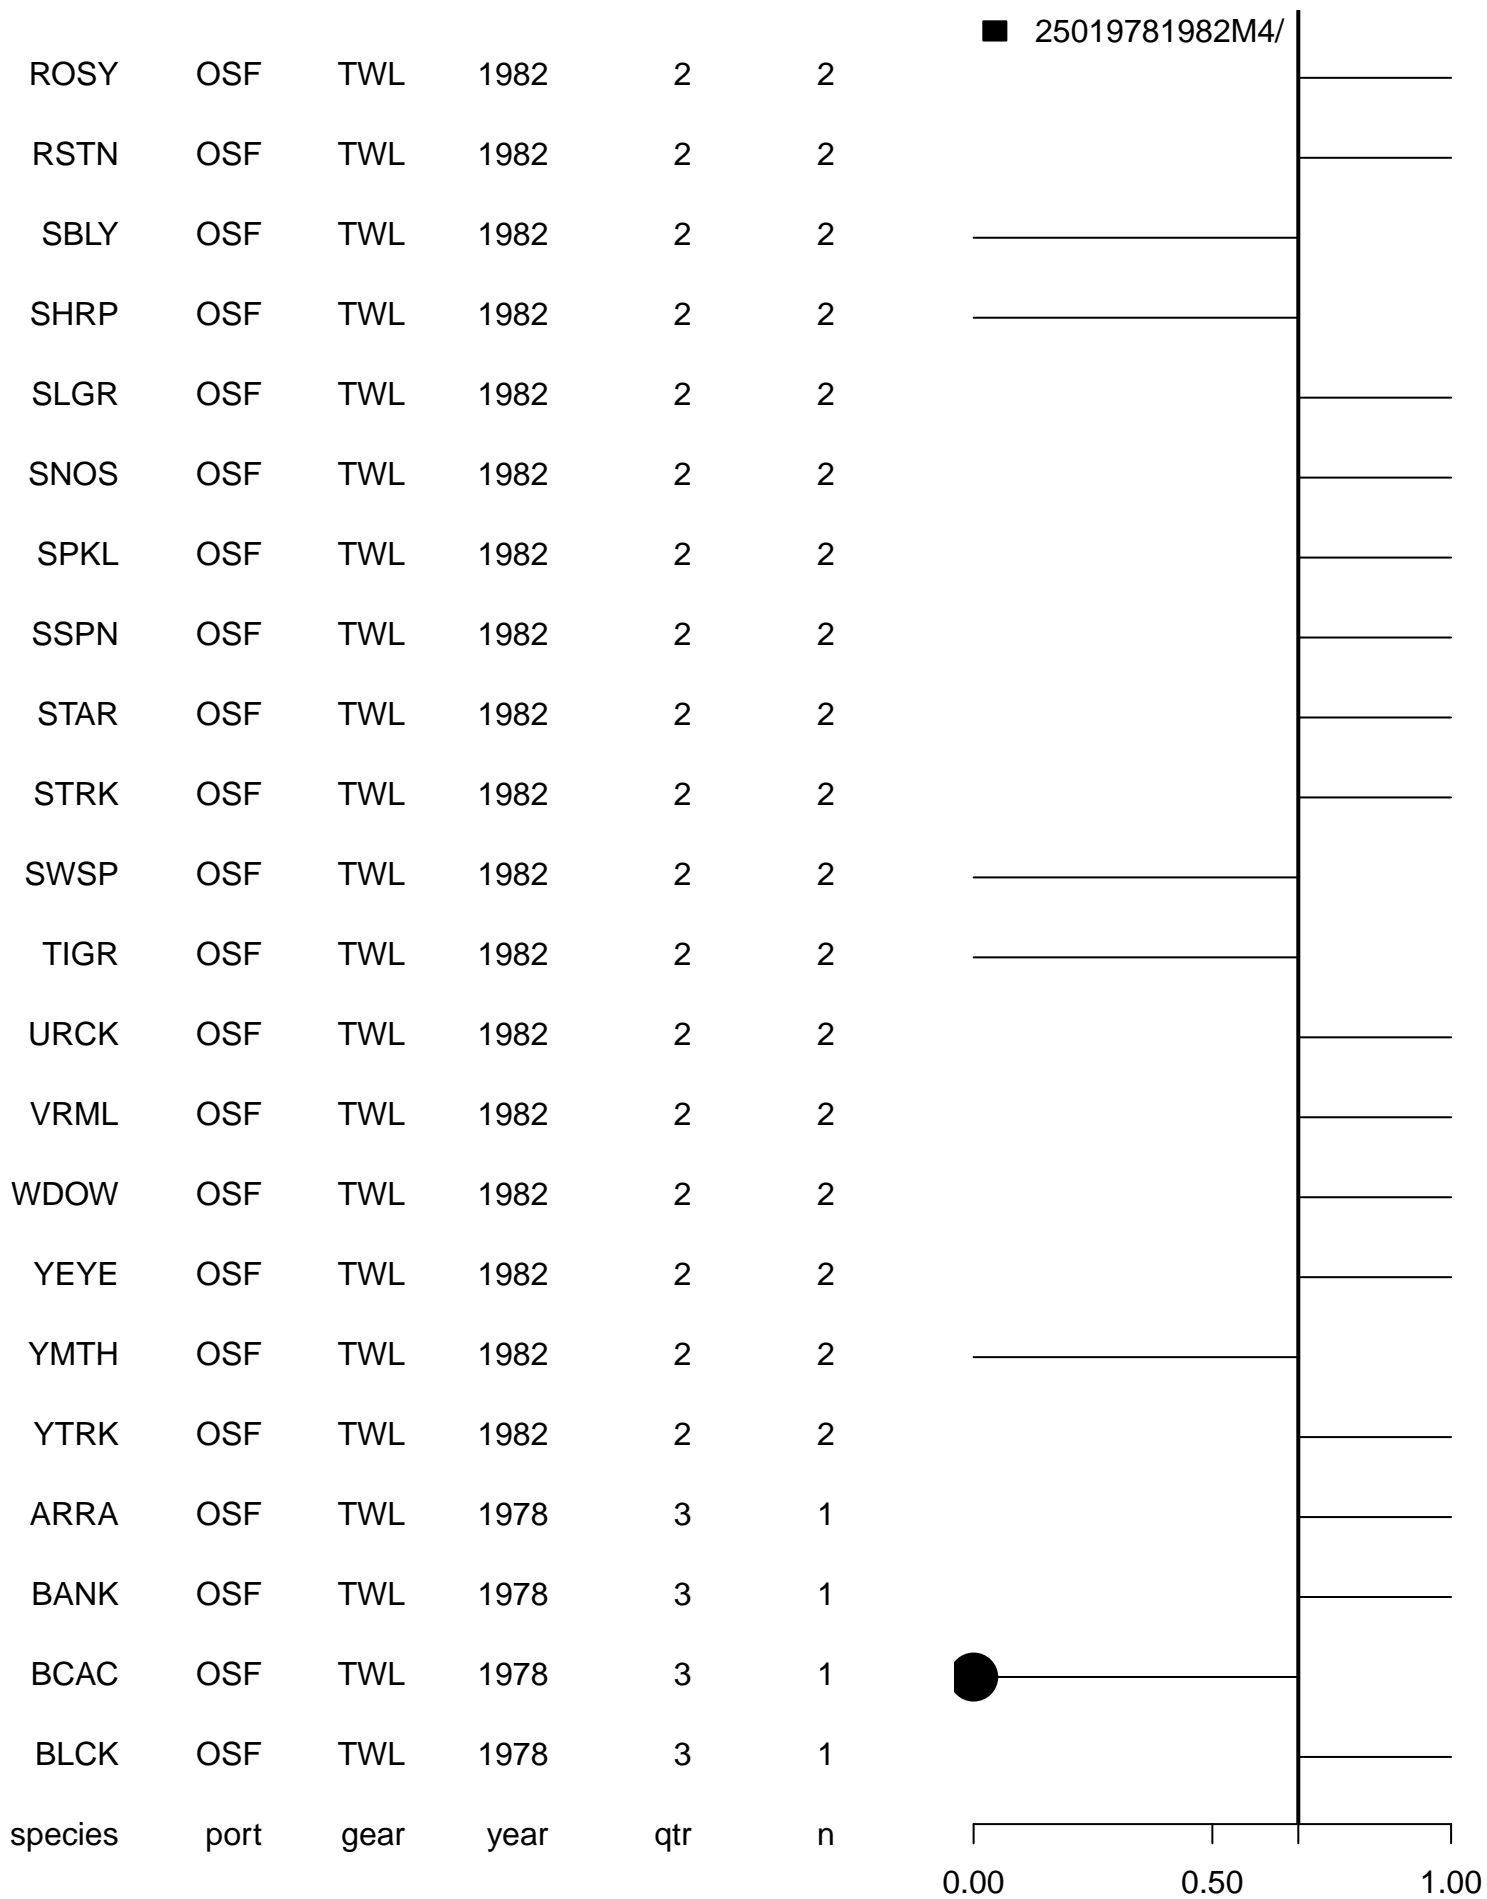 25019781982M4/
ROSY OSF TWL 1982 2 2
RSTN OSF TWL 1982 2 2
SBLY OSF TWL 1982 2 2
SHRP OSF TWL 1982 2 2
SLGR OSF TWL 1982 2 2
SNOS OSF TWL 1982 2 2
SPKL OSF TWL 1982 2 2
SSPN OSF TWL 1982 2 2
STAR OSF TWL 1982 2 2
STRK OSF TWL 1982 2 2
SWSP OSF TWL 1982 2 2
TIGR OSF TWL 1982 2 2
URCK OSF TWL 1982 2 2
VRML OSF TWL 1982 2 2
WDOW OSF TWL 1982 2 2
YEYE OSF TWL 1982 2 2
YMTH OSF TWL 1982 2 2
YTRK OSF TWL 1982 2 2
ARRA OSF TWL 1978 3 1
BANK OSF TWL 1978 3 1
BCAC OSF TWL 1978 3 1
BLCK OSF TWL 1978 3 1
species port gear year qtr n
0.00 0.50 1.00